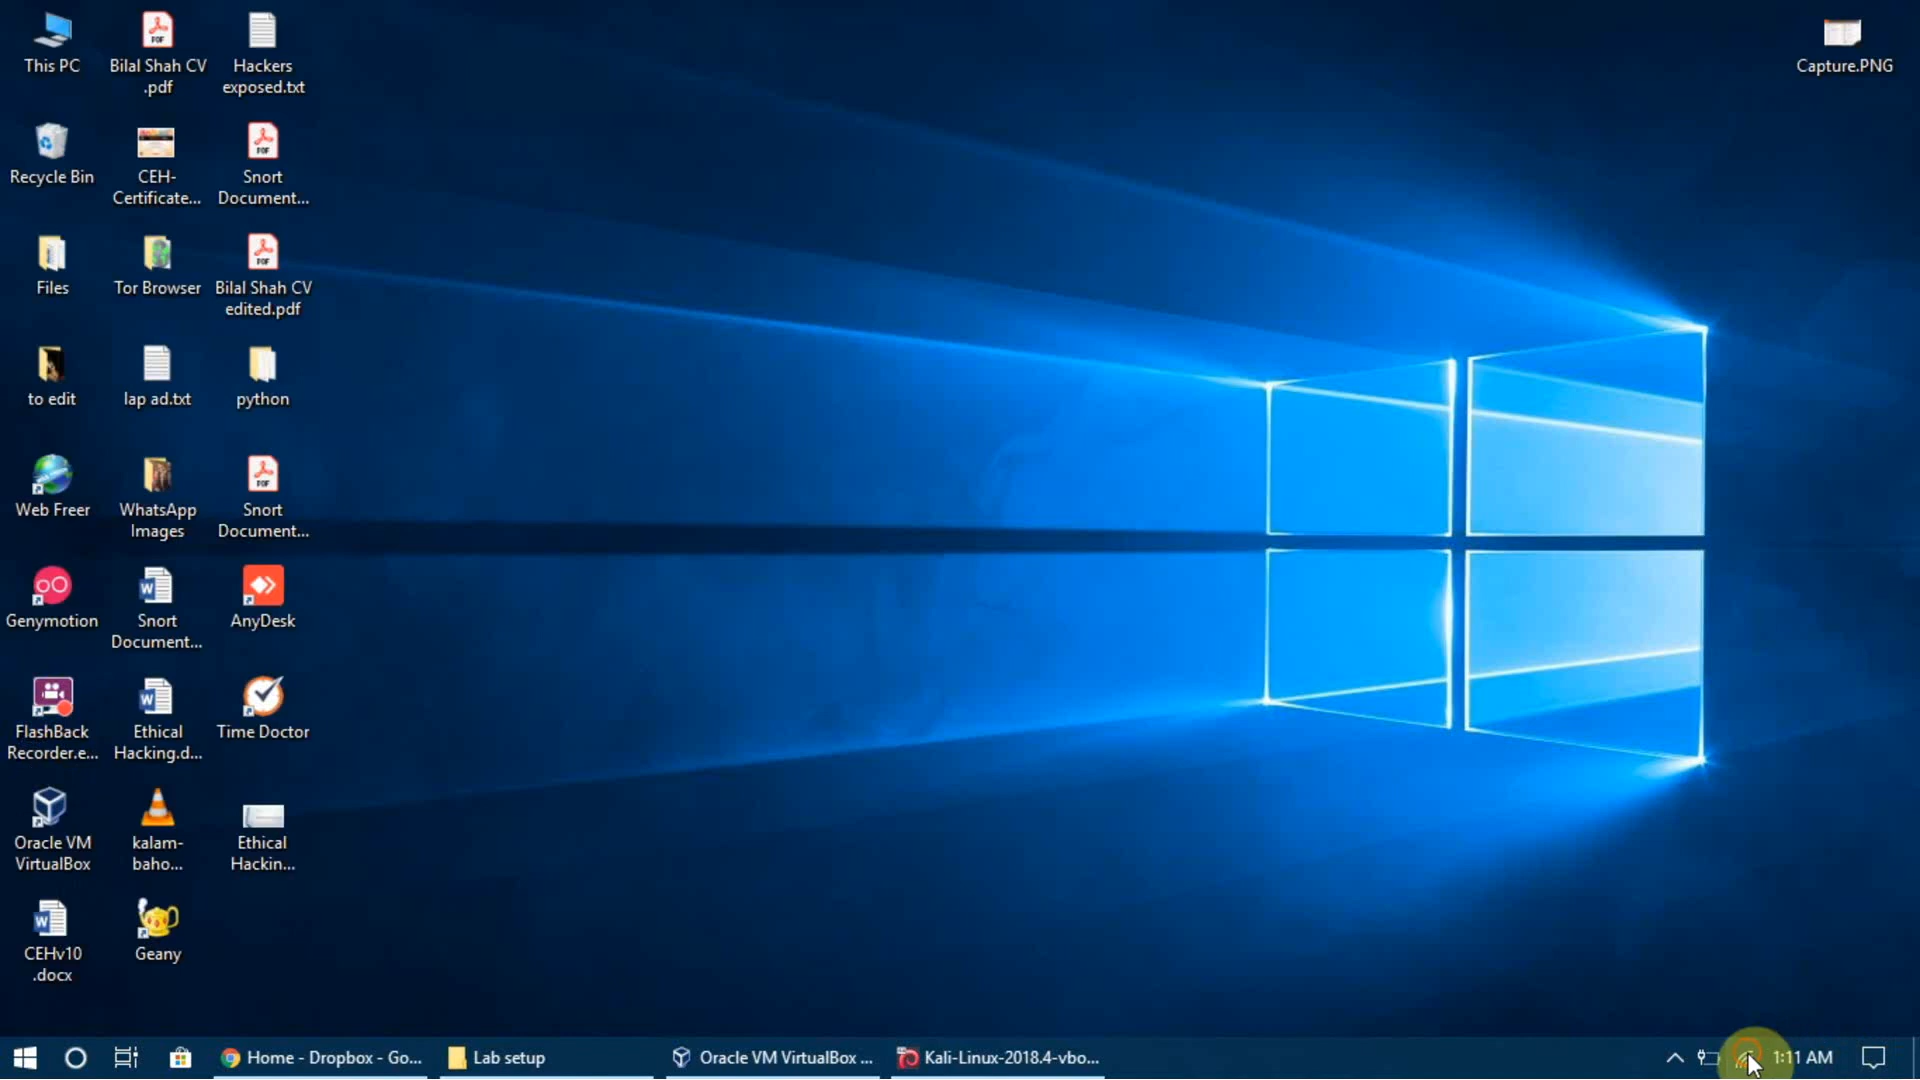 This PC
Bilal Shah CV
.pdf
Hackers
exposed.txt
Capture.PNG
Recycle Bin
CEH-
Certificate...
Snort
Document...
Files
Tor Browser
Bilal Shah CV
edited.pdf
to edit
lap ad.txt
python
Web Freer
WhatsApp
Images
Snort
Document...
Genymotion
Snort
Document...
AnyDesk
FlashBack
Recorder.e...
Ethical
Hacking.d...
Time Doctor
Oracle VM
VirtualBox
kalam-
baho...
Ethical
Hackin...
CEHv10
.docx
Geany
Home - Dropbox - Go...
Lab setup
Oracle VM VirtualBox ...
Kali-Linux-2018.4-vbo...
1:11 AM